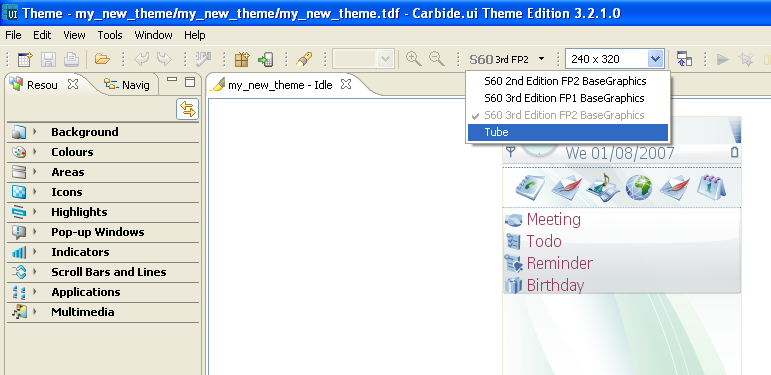 Theme - my_new_theme/my_new_theme/my_new_theme.tdf - Carbide.ui Theme Edition 3.2.1.0
File Edit View Tools Window Help
S60 3rd FP2 240 x 320
Resou Navig my_new_theme - Idle
S60 2nd Edition FP2 BaseGraphics
S60 3rd Edition FP1 BaseGraphics
S60 3rd Edition FP2 BaseGraphics
Tube
We 01/08/2007
Background
Colours
Areas
Icons
Highlights
Pop-up Windows
Indicators
Scroll Bars and Lines
Applications
Multimedia
Meeting
Todo
Reminder
Birthday